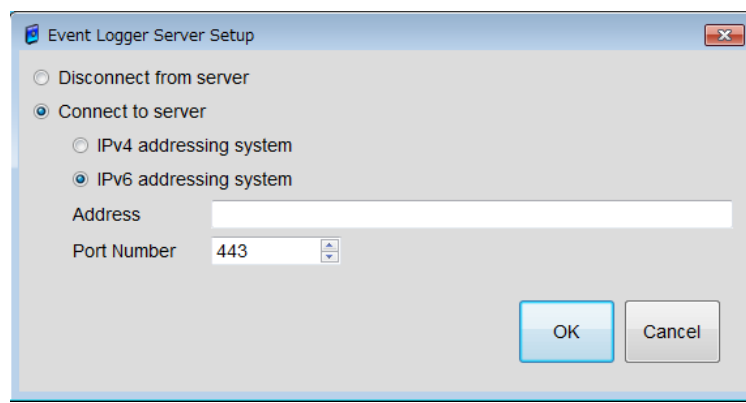 Event Logger Server Setup
Disconnect from server
Connect to server
IPv4 addressing system
IPv6 addressing system
Address
Port Number 443
OK Cancel